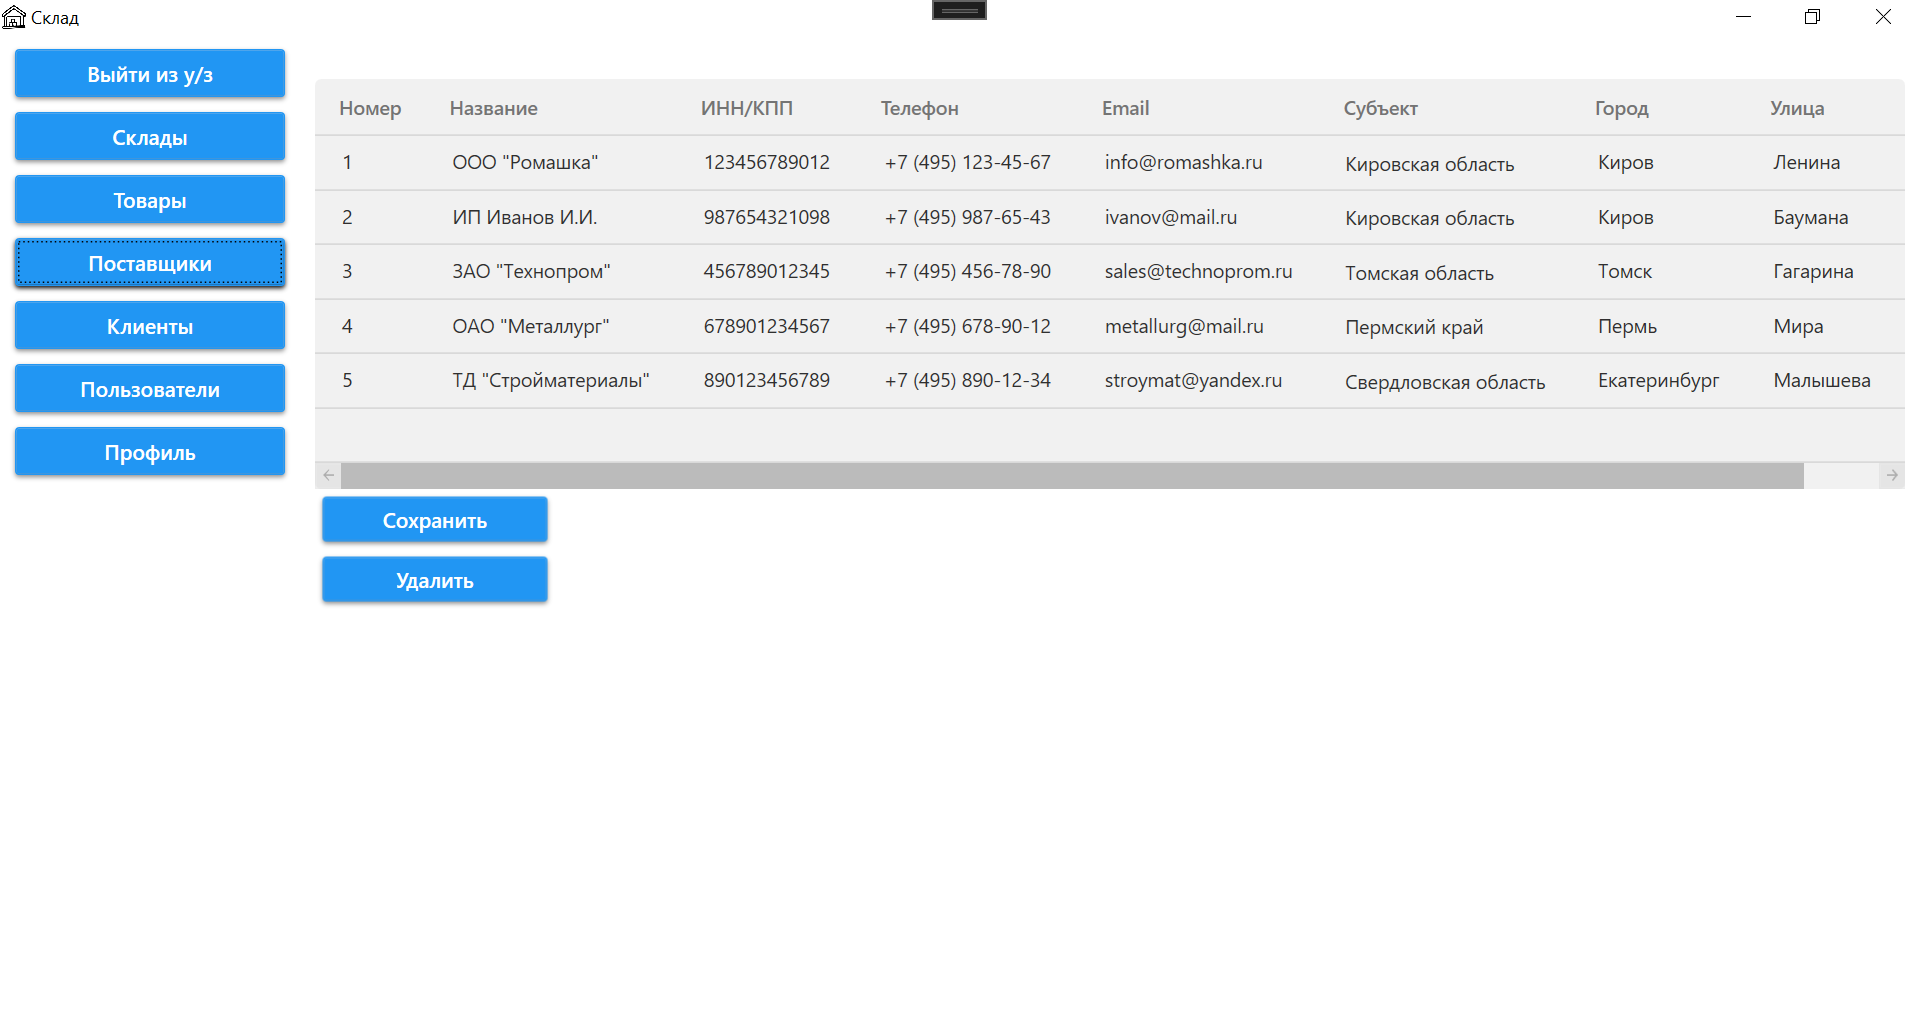 Склад
Выйти из у/з
Склады
Товары
Поставщики
Клиенты
Пользователи
Профиль
Номер Название ИНН/КПП Телефон Email Субъект Город Улица
1 ООО "Ромашка" 123456789012 +7 (495) 123-45-67 info@romashka.ru Кировская область Киров Ленина
2 ИП Иванов И.И. 987654321098 +7 (495) 987-65-43 ivanov@mail.ru Кировская область Киров Баумана
3 ЗАО "Технопром" 456789012345 +7 (495) 456-78-90 sales@technoprom.ru Томская область Томск Гагарина
4 ОАО "Металлург" 678901234567 +7 (495) 678-90-12 metallurg@mail.ru Пермский край Пермь Мира
5 ТД "Стройматериалы" 890123456789 +7 (495) 890-12-34 stroymat@yandex.ru Свердловская область Екатеринбург Малышева
Сохранить
Удалить